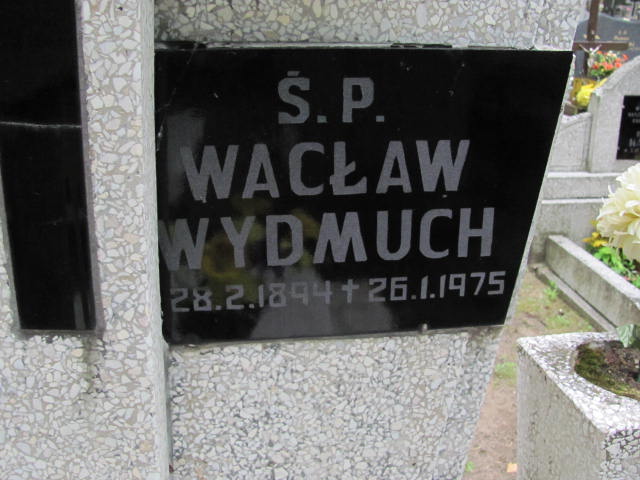 Ś. P.
WACŁAW
WYDMUCH
28.2.1894 + 26.1.1975